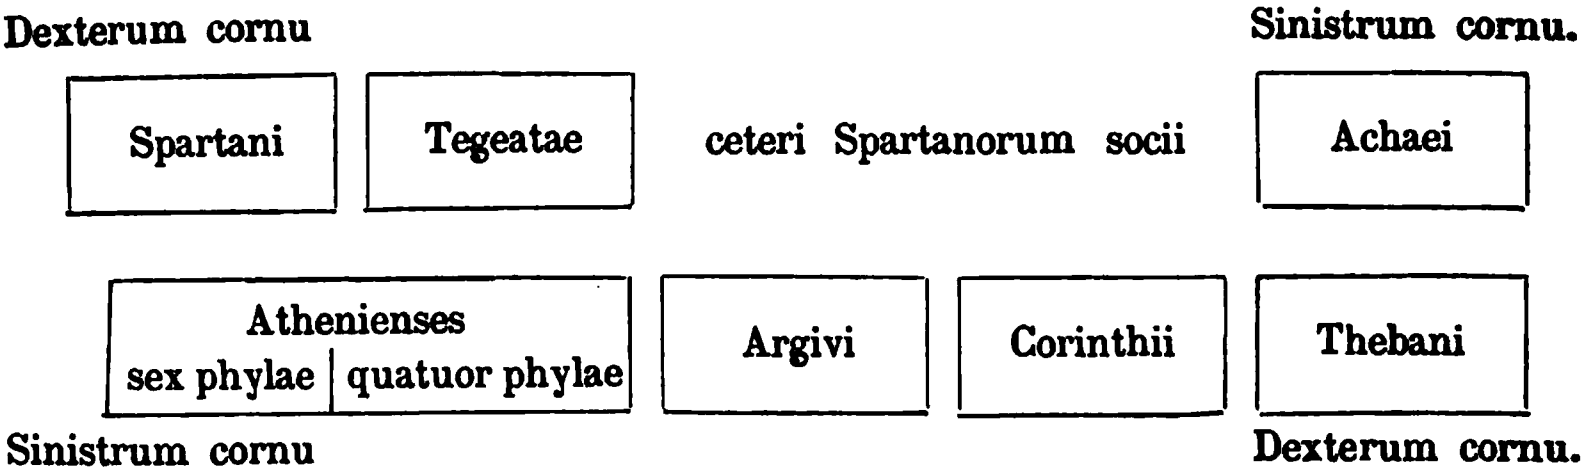 Dexterum cornu
Sinistrum cornu.
Spartani
Tegeatae
ceteri Spartanorum socii
Achaei
Athenienses
sex phylae
quatuor phylae
Argivi
Corinthii
Thebani
Sinistrum cornu
Dexterum cornu.